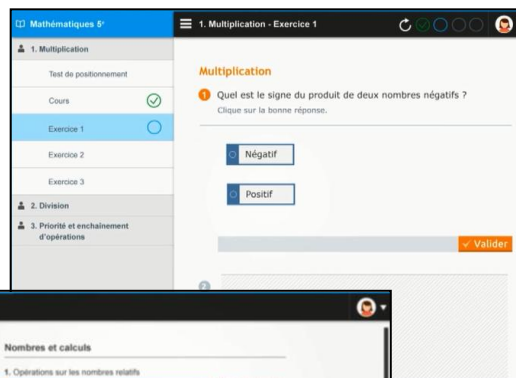 Mathématiques 5e
1. Multiplication
Test de positionnement
Cours
Exercice 1
Exercice 2
Exercice 3
2. Division
3. Priorité et enchaînement
d'opérations
1. Multiplication - Exercice 1
Multiplication
1 Quel est le signe du produit de deux nombres négatifs ?
Clique sur la bonne réponse.
Négatif
Positif
Valider
2
Nombres et calculs
1. Opérations sur les nombres relatifs